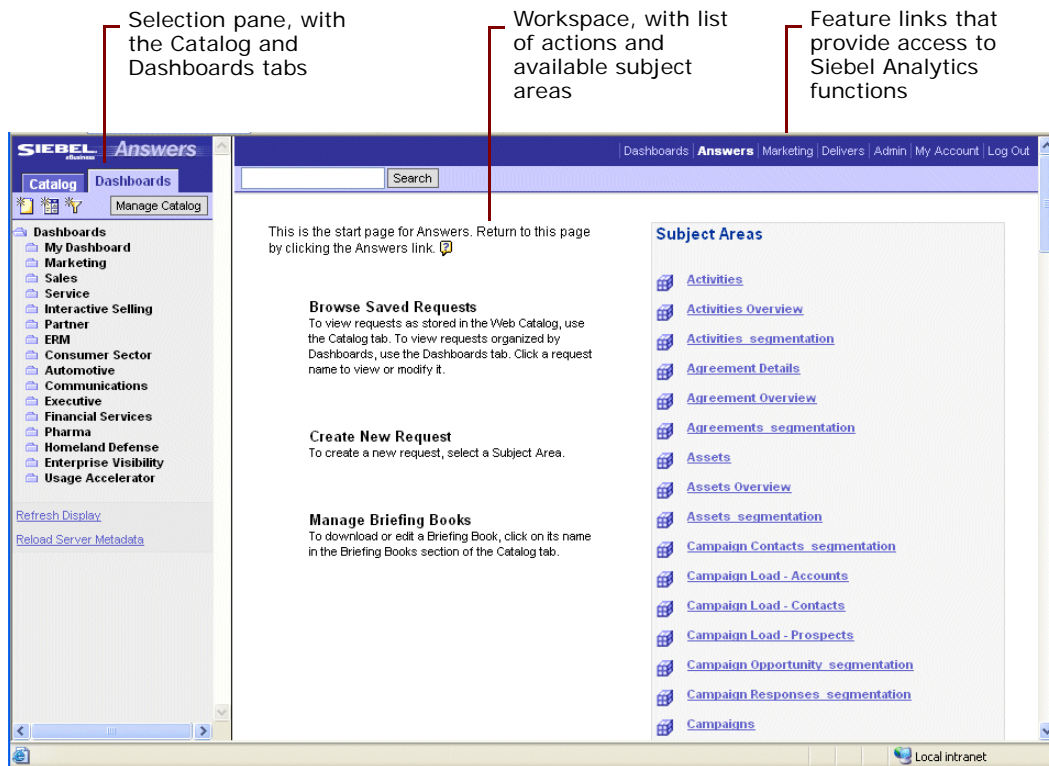 Selection pane, with
the Catalog and
Dashboards tabs
Workspace, with list
of actions and
available subject
areas
Feature links that
provide access to
Siebel Analytics
functions
SIEBEL
eBusiness
Answers
Dashboards | Answers | Marketing | Delivers | Admin | My Account | Log Out
Catalog
Dashboards
Search
Manage Catalog
Dashboards
My Dashboard
Marketing
Sales
Service
Interactive Selling
Partner
ERM
Consumer Sector
Automotive
Communications
Executive
Financial Services
Pharma
Homeland Defense
Enterprise Visibility
Usage Accelerator
Refresh Display
Reload Server Metadata
This is the start page for Answers. Return to this page
by clicking the Answers link.
Browse Saved Requests
To view requests as stored in the Web Catalog, use
the Catalog tab. To view requests organized by
Dashboards, use the Dashboards tab. Click a request
name to view or modify it.
Create New Request
To create a new request, select a Subject Area.
Manage Briefing Books
To download or edit a Briefing Book, click on its name
in the Briefing Books section of the Catalog tab.
Subject Areas
Activities
Activities Overview
Activities_segmentation
Agreement Details
Agreement Overview
Agreements_segmentation
Assets
Assets Overview
Assets_segmentation
Campaign Contacts_segmentation
Campaign Load - Accounts
Campaign Load - Contacts
Campaign Load - Prospects
Campaign Opportunity_segmentation
Campaign Responses_segmentation
Campaigns
Local intranet